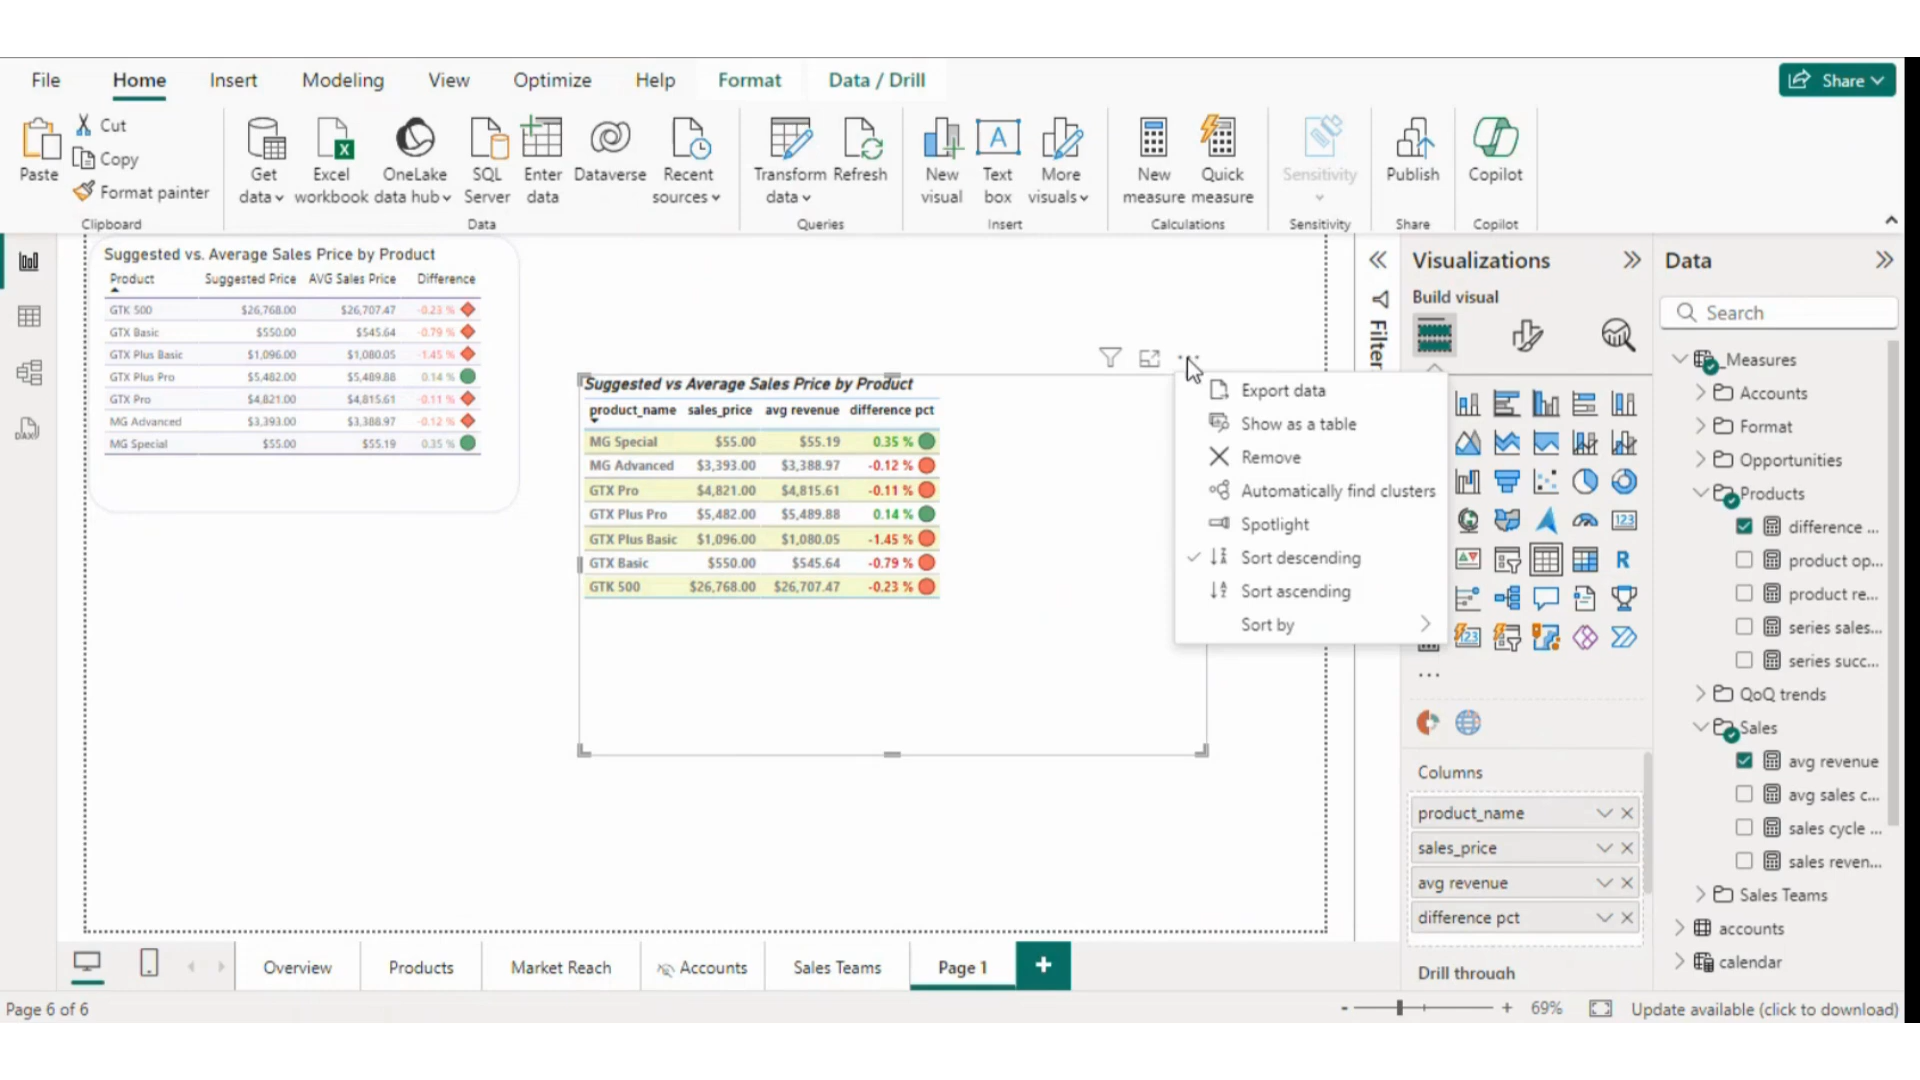 File Home Insert Modeling View Optimize Help Format Data / Drill Share
Paste Cut Copy Format painter
Get data Excel workbook OneLake data hub SQL Server Enter data Dataverse Recent sources
Transform data Refresh New visual Text box More visuals New measure Quick measure Sensitivity Publish Copilot
Clipboard Data Queries Insert Calculations Sensitivity Share Copilot
Suggested vs. Average Sales Price by Product
Product Suggested Price AVG Sales Price Difference
GTK 500 $26,768.00 $26,707.47 -0.23 %
GTX Basic $550.00 $545.64 -0.79 %
GTX Plus Basic $1,096.00 $1,080.05 -1.45 %
GTX Plus Pro $5,482.00 $5,489.88 0.14 %
GTX Pro $4,821.00 $4,815.61 -0.11 %
MG Advanced $3,393.00 $3,388.97 -0.12 %
MG Special $55.00 $55.19 0.35 %
Suggested vs Average Sales Price by Product
product_name sales_price avg revenue difference pct
MG Special $55.00 $55.19 0.35 %
MG Advanced $3,393.00 $3,388.97 -0.12 %
GTX Pro $4,821.00 $4,815.61 -0.11 %
GTX Plus Pro $5,482.00 $5,489.88 0.14 %
GTX Plus Basic $1,096.00 $1,080.05 -1.45 %
GTX Basic $550.00 $545.64 -0.79 %
GTK 500 $26,768.00 $26,707.47 -0.23 %
Export data
Show as a table
Remove
Automatically find clusters
Spotlight
Sort descending
Sort ascending
Sort by
Filter
Visualizations
Build visual
Columns
product_name
sales_price
avg revenue
difference pct
Drill through
Data
Search
_Measures
Accounts
Format
Opportunities
Products
difference ...
product op...
product re...
series sales...
series succ...
QoQ trends
Sales
avg revenue
avg sales c...
sales cycle ...
sales reven...
Sales Teams
accounts
calendar
Overview Products Market Reach Accounts Sales Teams Page 1 +
Page 6 of 6 - + 69% Update available (click to download)